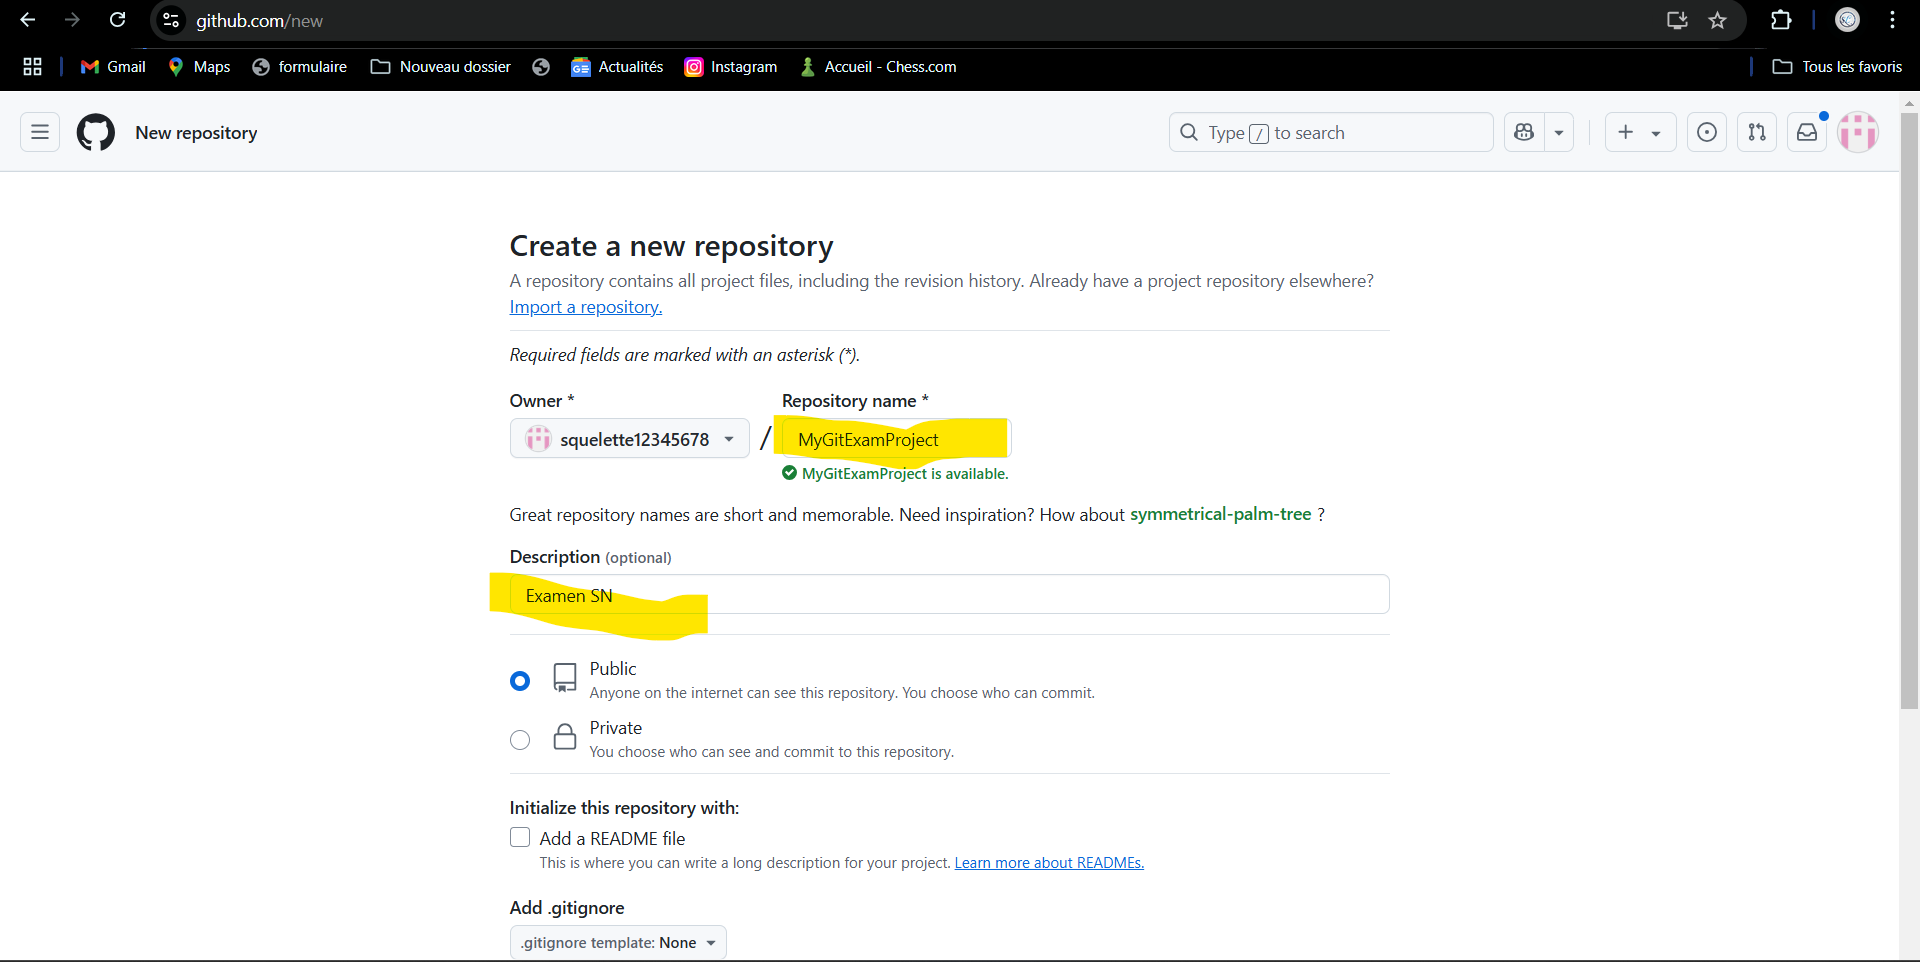 github.com/new
Gmail Maps formulaire Nouveau dossier Actualités Instagram Accueil - Chess.com Tous les favoris
New repository
Type / to search
Create a new repository
A repository contains all project files, including the revision history. Already have a project repository elsewhere?
Import a repository.
Required fields are marked with an asterisk (*).
Owner * Repository name *
squelette12345678 / MyGitExamProject
MyGitExamProject is available.
Great repository names are short and memorable. Need inspiration? How about symmetrical-palm-tree ?
Description (optional)
Examen SN
Public
Anyone on the internet can see this repository. You choose who can commit.
Private
You choose who can see and commit to this repository.
Initialize this repository with:
Add a README file
This is where you can write a long description for your project. Learn more about READMEs.
Add .gitignore
.gitignore template: None